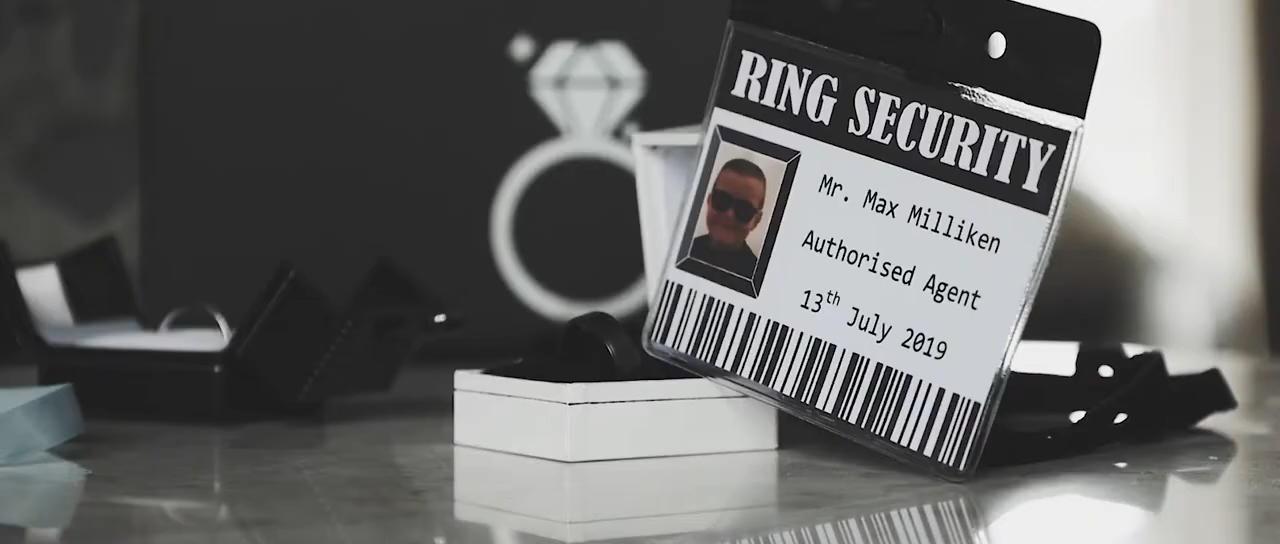 RING SECURITY
Mr. Max Milliken
Authorised Agent
13th July 2019